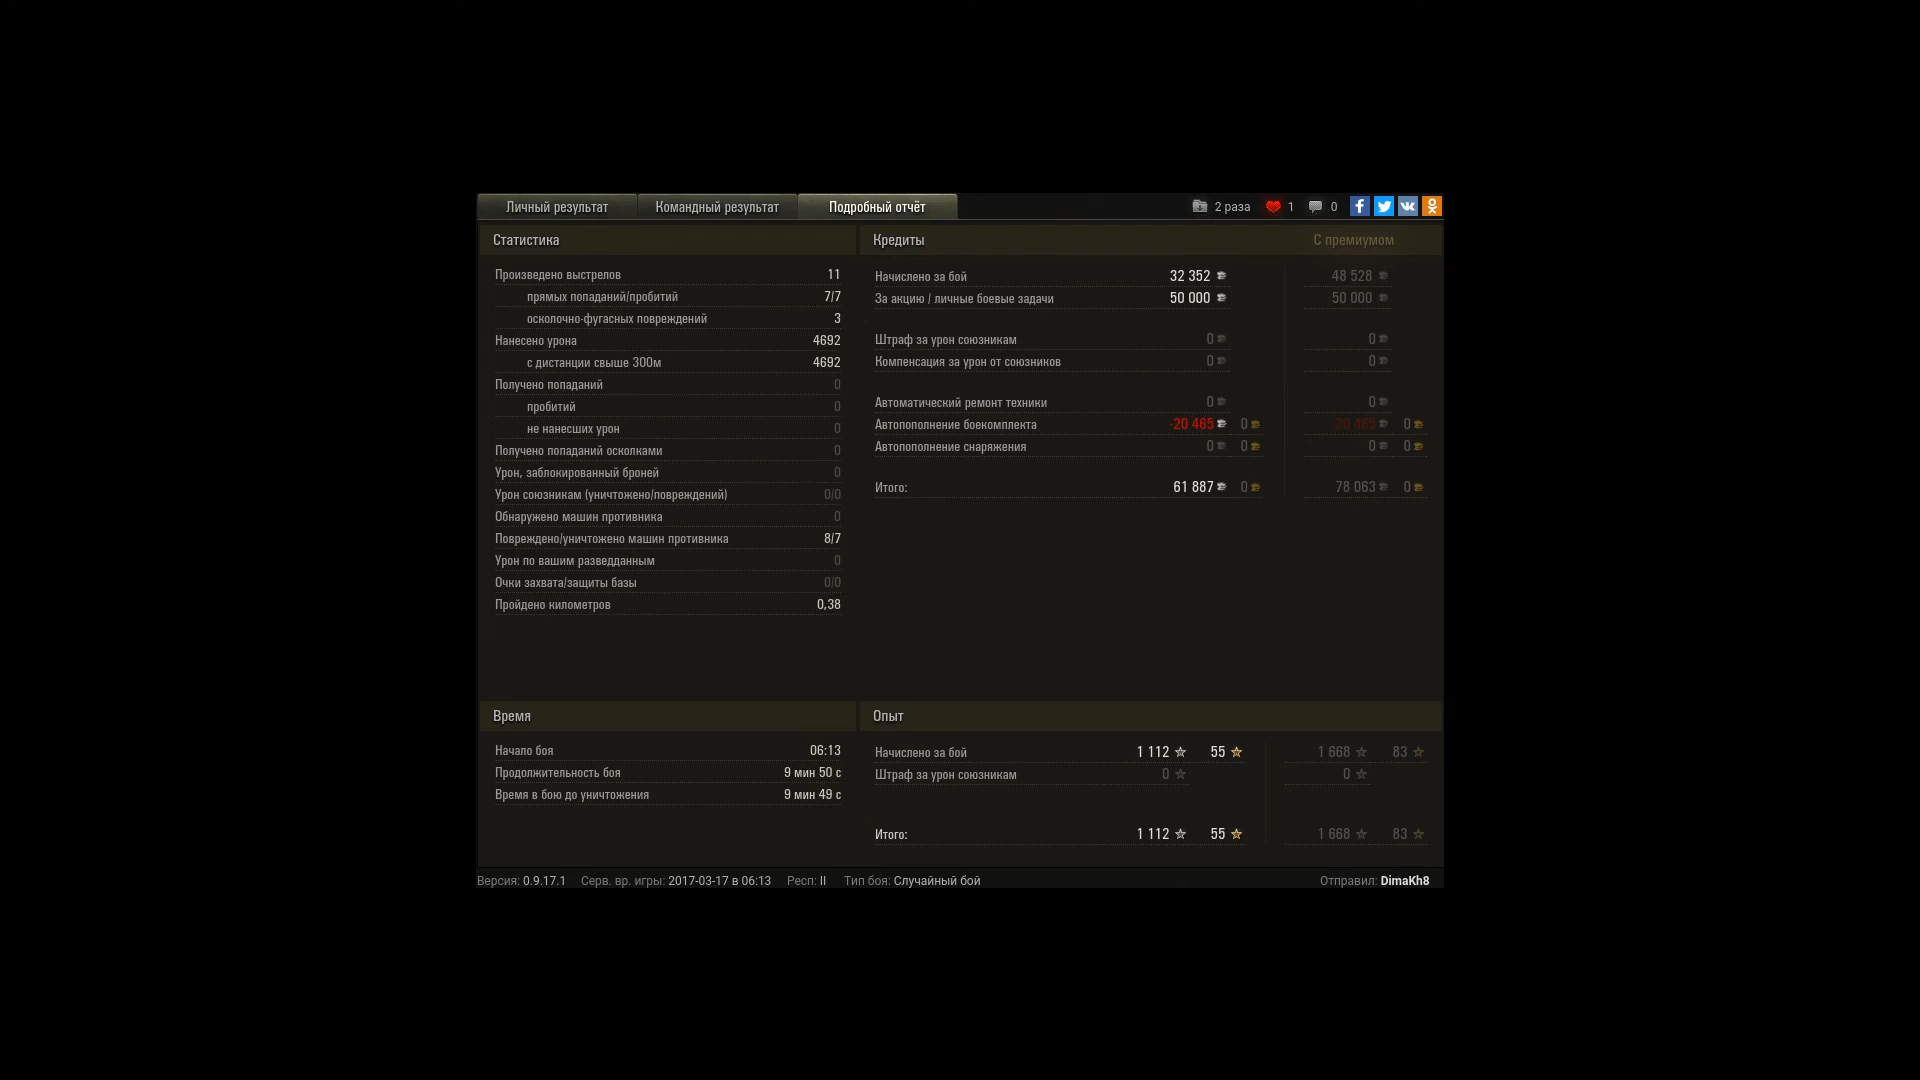 Личный результат Командный результат Подробный отчёт 2 раза 1 0
Статистика
Произведено выстрелов 11
прямых попаданий/пробитий 7/7
осколочно-фугасных повреждений 3
Нанесено урона 4692
с дистанции свыше 300м 4692
Получено попаданий 0
пробитий 0
не нанесших урон 0
Получено попаданий осколками 0
Урон, заблокированный броней 0
Урон союзникам (уничтожено/повреждений) 0/0
Обнаружено машин противника 0
Повреждено/уничтожено машин противника 8/7
Урон по вашим разведданным 0
Очки захвата/защиты базы 0/0
Пройдено километров 0,38
Кредиты С премиумом
Начислено за бой 32 352 48 528
За акцию / личные боевые задачи 50 000 50 000
Штраф за урон союзникам 0 0
Компенсация за урон от союзников 0 0
Автоматический ремонт техники 0 0
Автопополнение боекомплекта -20 465 0 -20 465 0
Автопополнение снаряжения 0 0 0 0
Итого: 61 887 0 78 063 0
Время
Начало боя 06:13
Продолжительность боя 9 мин 50 с
Время в бою до уничтожения 9 мин 49 с
Опыт
Начислено за бой 1 112 55 1 668 83
Штраф за урон союзникам 0 0
Итого: 1 112 55 1 668 83
Версия: 0.9.17.1 Серв. вр. игры: 2017-03-17 в 06:13 Респ: II Тип боя: Случайный бой Отправил: DimaKh8